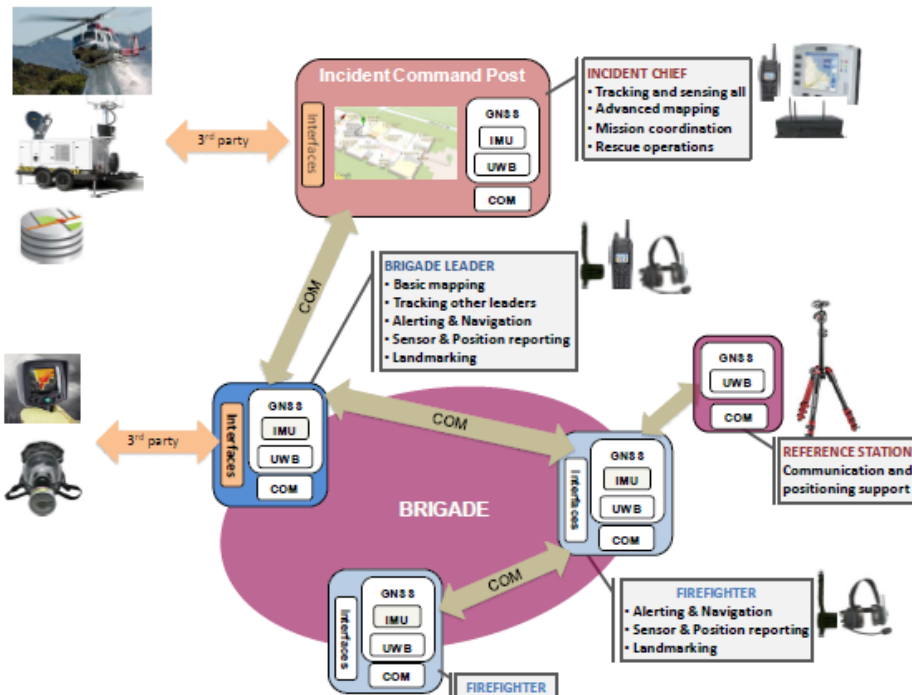 Incident Command Post
Interfaces
GNSS
IMU
UWB
COM
3rd party
INCIDENT CHIEF
• Tracking and sensing all
• Advanced mapping
• Mission coordination
• Rescue operations
COM
BRIGADE LEADER
• Basic mapping
• Tracking other leaders
• Alerting & Navigation
• Sensor & Position reporting
• Landmarking
GNSS
UWB
COM
REFERENCE STATION
Communication and
positioning support
3rd party
Interfaces
GNSS
IMU
UWB
COM
COM
Interfaces
GNSS
IMU
UWB
COM
BRIGADE
COM
Interfaces
GNSS
IMU
UWB
COM
FIREFIGHTER
• Alerting & Navigation
• Sensor & Position reporting
• Landmarking
FIREFIGHTER